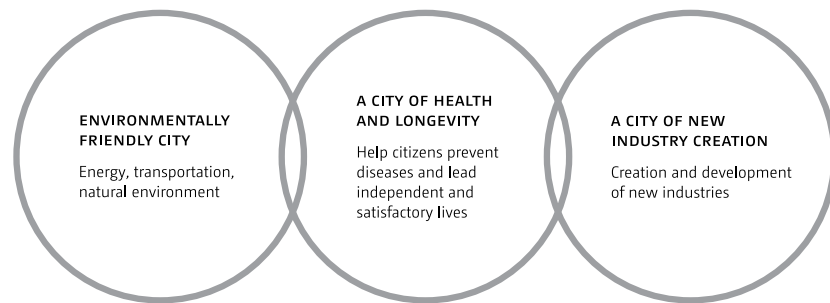 ENVIRONMENTALLY
FRIENDLY CITY
Energy, transportation,
natural environment
A CITY OF HEALTH
AND LONGEVITY
Help citizens prevent
diseases and lead
independent and
satisfactory lives
A CITY OF NEW
INDUSTRY CREATION
Creation and development
of new industries